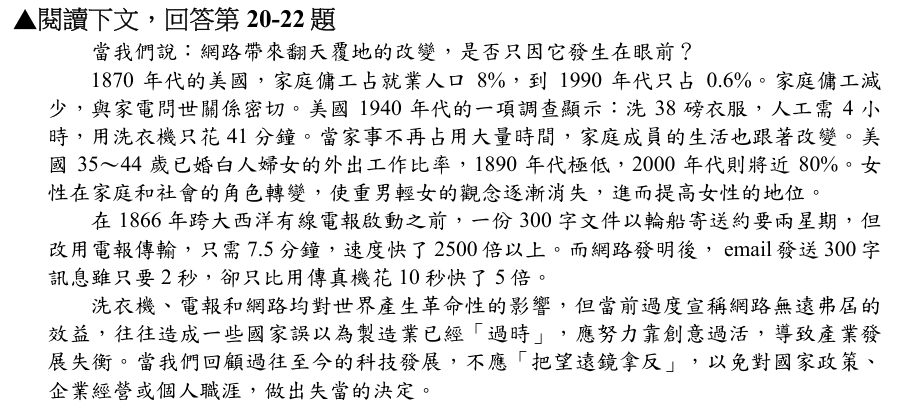 ▲閱讀下文，回答第 20-22 題
當我們說：網路帶來翻天覆地的改變，是否只因它發生在眼前？
1870 年代的美國，家庭傭工占就業人口 8%，到 1990 年代只占 0.6%。家庭傭工減
少，與家電問世關係密切。美國 1940 年代的一項調查顯示：洗 38 磅衣服，人工需 4 小
時，用洗衣機只花 41 分鐘。當家事不再占用大量時間，家庭成員的生活也跟著改變。美
國 35～44 歲已婚白人婦女的外出工作比率，1890 年代極低，2000 年代則將近 80%。女
性在家庭和社會的角色轉變，使重男輕女的觀念逐漸消失，進而提高女性的地位。
在 1866 年跨大西洋有線電報啟動之前，一份 300 字文件以輪船寄送約要兩星期，但
改用電報傳輸，只需 7.5 分鐘，速度快了 2500 倍以上。而網路發明後， email 發送 300 字
訊息雖只要 2 秒，卻只比用傳真機花 10 秒快了 5 倍。
洗衣機、電報和網路均對世界產生革命性的影響，但當前過度宣稱網路無遠弗屆的
效益，往往造成一些國家誤以為製造業已經「過時」，應努力靠創意過活，導致產業發
展失衡。當我們回顧過往至今的科技發展，不應「把望遠鏡拿反」，以免對國家政策、
企業經營或個人職涯，做出失當的決定。